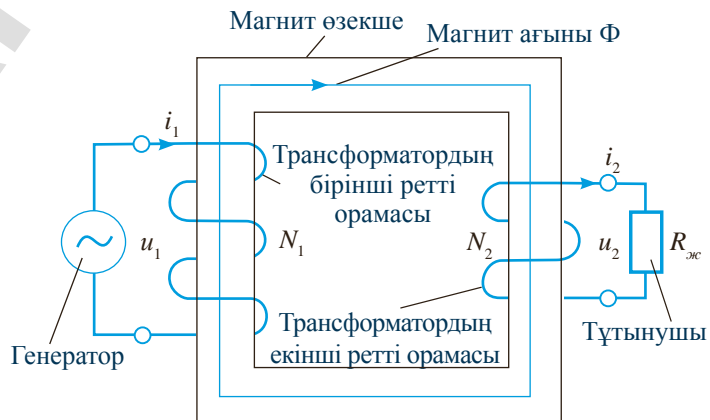 Магнит өзекше
Магнит ағыны Ф
i₁
Трансформатордың
бірінші ретті
орамасы
i₂
u₁
N₁
N₂
u₂
Rж
Генератор
Трансформатордың
екінші ретті орамасы
Тұтынушы